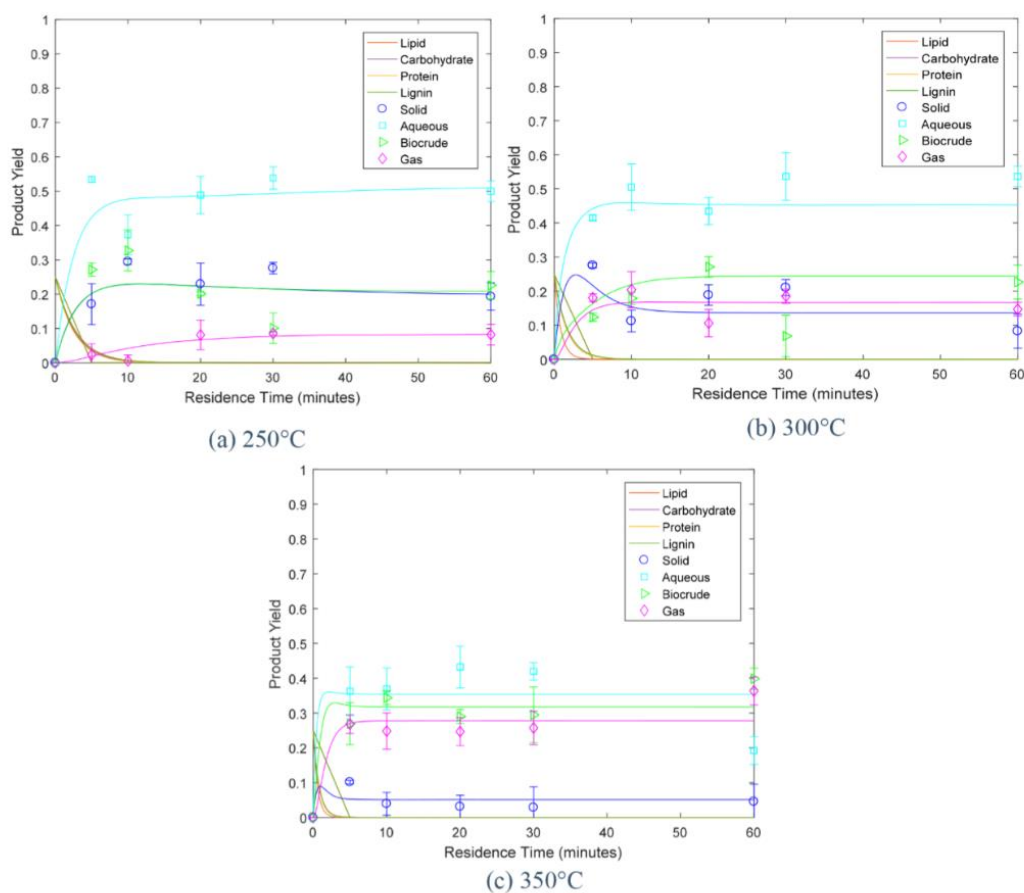 1
0.9
0.8
0.7
0.6
0.5
0.4
0.3
0.2
0.1
0
Product Yield
Lipid
Carbohydrate
Protein
Lignin
Solid
Aqueous
Biocrude
Gas
0 10 20 30 40 50 60
Residence Time (minutes)
(a) 250°C
1
0.9
0.8
0.7
0.6
0.5
0.4
0.3
0.2
0.1
0
Product Yield
Lipid
Carbohydrate
Protein
Lignin
Solid
Aqueous
Biocrude
Gas
0 10 20 30 40 50 60
Residence Time (minutes)
(b) 300°C
1
0.9
0.8
0.7
0.6
0.5
0.4
0.3
0.2
0.1
0
Product Yield
Lipid
Carbohydrate
Protein
Lignin
Solid
Aqueous
Biocrude
Gas
0 10 20 30 40 50 60
Residence Time (minutes)
(c) 350°C